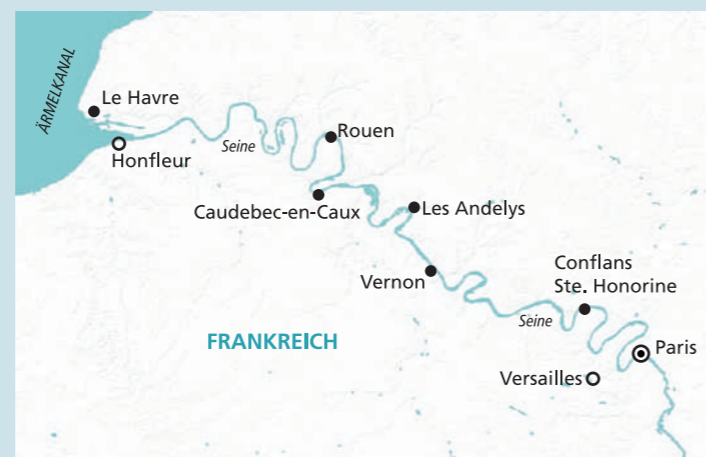 ÄRMELKANAL
Le Havre
Honfleur
Seine
Rouen
Caudebec-en-Caux
Les Andelys
Vernon
Conflans
Ste. Honorine
Seine
FRANKREICH
Paris
Versailles